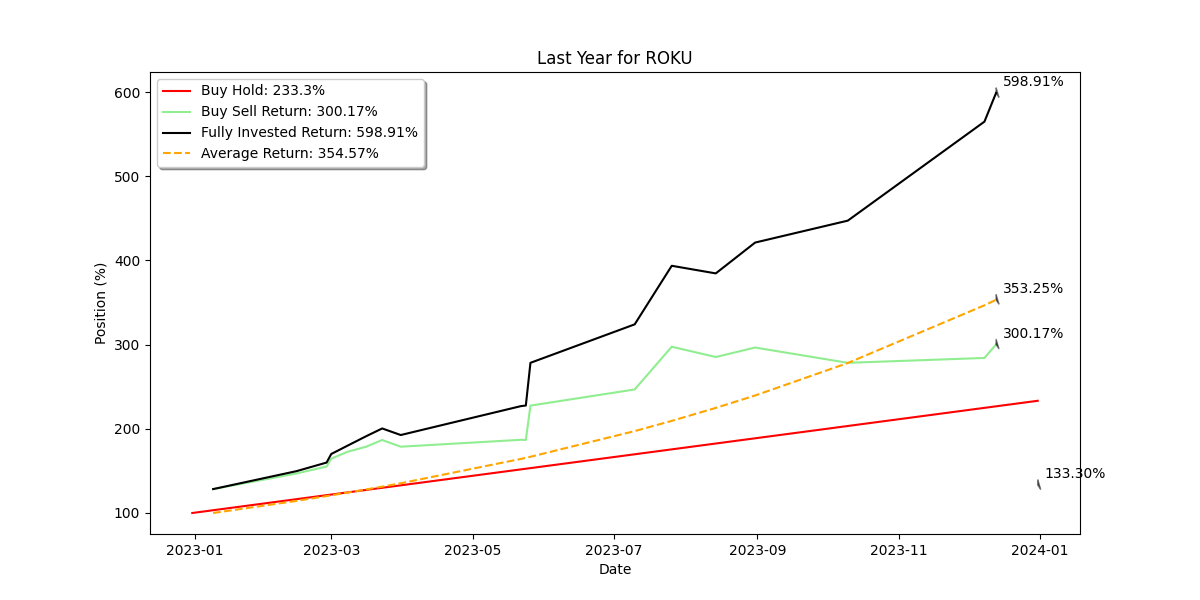 Last Year for ROKU
Buy Hold: 233.3%
Buy Sell Return: 300.17%
Fully Invested Return: 598.91%
Average Return: 354.57%
598.91%
353.25%
300.17%
133.30%
600
500
400
300
200
100
Position (%)
2023-01
2023-03
2023-05
2023-07
2023-09
2023-11
2024-01
Date